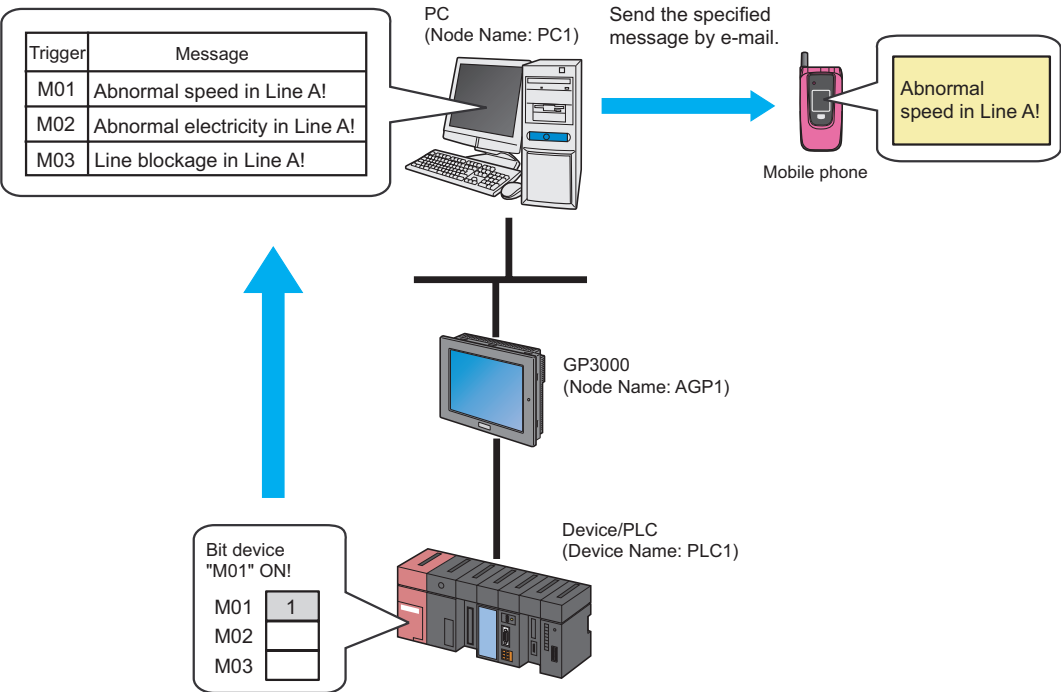 PC
(Node Name: PC1)
Send the specified
message by e-mail.
Trigger Message
M01 Abnormal speed in Line A!
M02 Abnormal electricity in Line A!
M03 Line blockage in Line A!
Abnormal
speed in Line A!
Mobile phone
GP3000
(Node Name: AGP1)
Device/PLC
(Device Name: PLC1)
Bit device
"M01" ON!
M01 1
M02
M03